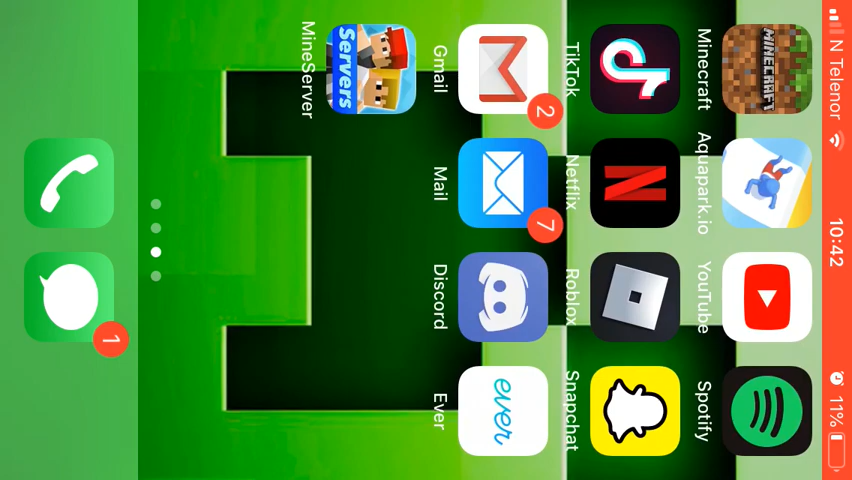 N Telenor 10:42 11%
MINECRAFT
Minecraft Aquapark.io YouTube Spotify
TikTok Netflix Roblox Snapchat
2 7
ever
Gmail Mail Discord Ever
Servers
MineServer
1